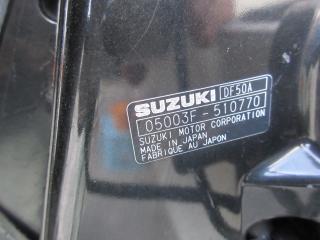 SUZUKI DF50A
05003F-510770
SUZUKI MOTOR CORPORATION
MADE IN JAPAN
FABRIQUE AU JAPON